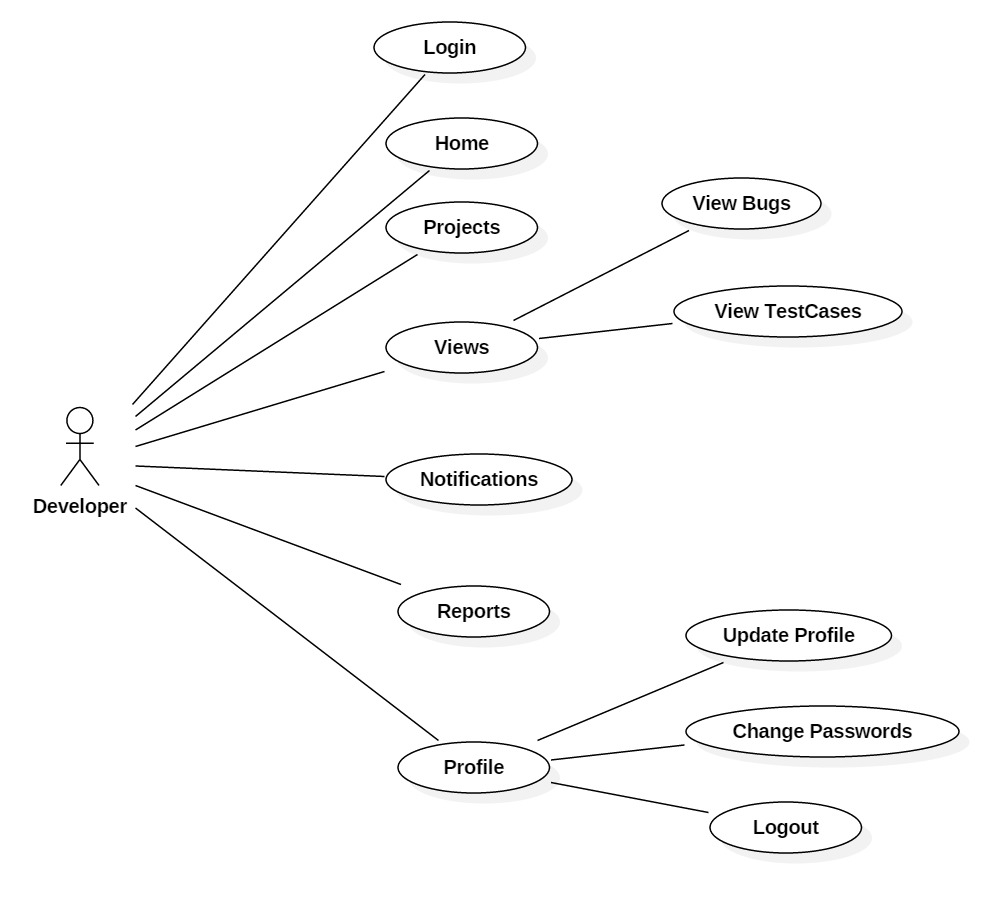 Login
Home
Projects
View Bugs
View TestCases
Views
Notifications
Developer
Reports
Update Profile
Change Passwords
Profile
Logout